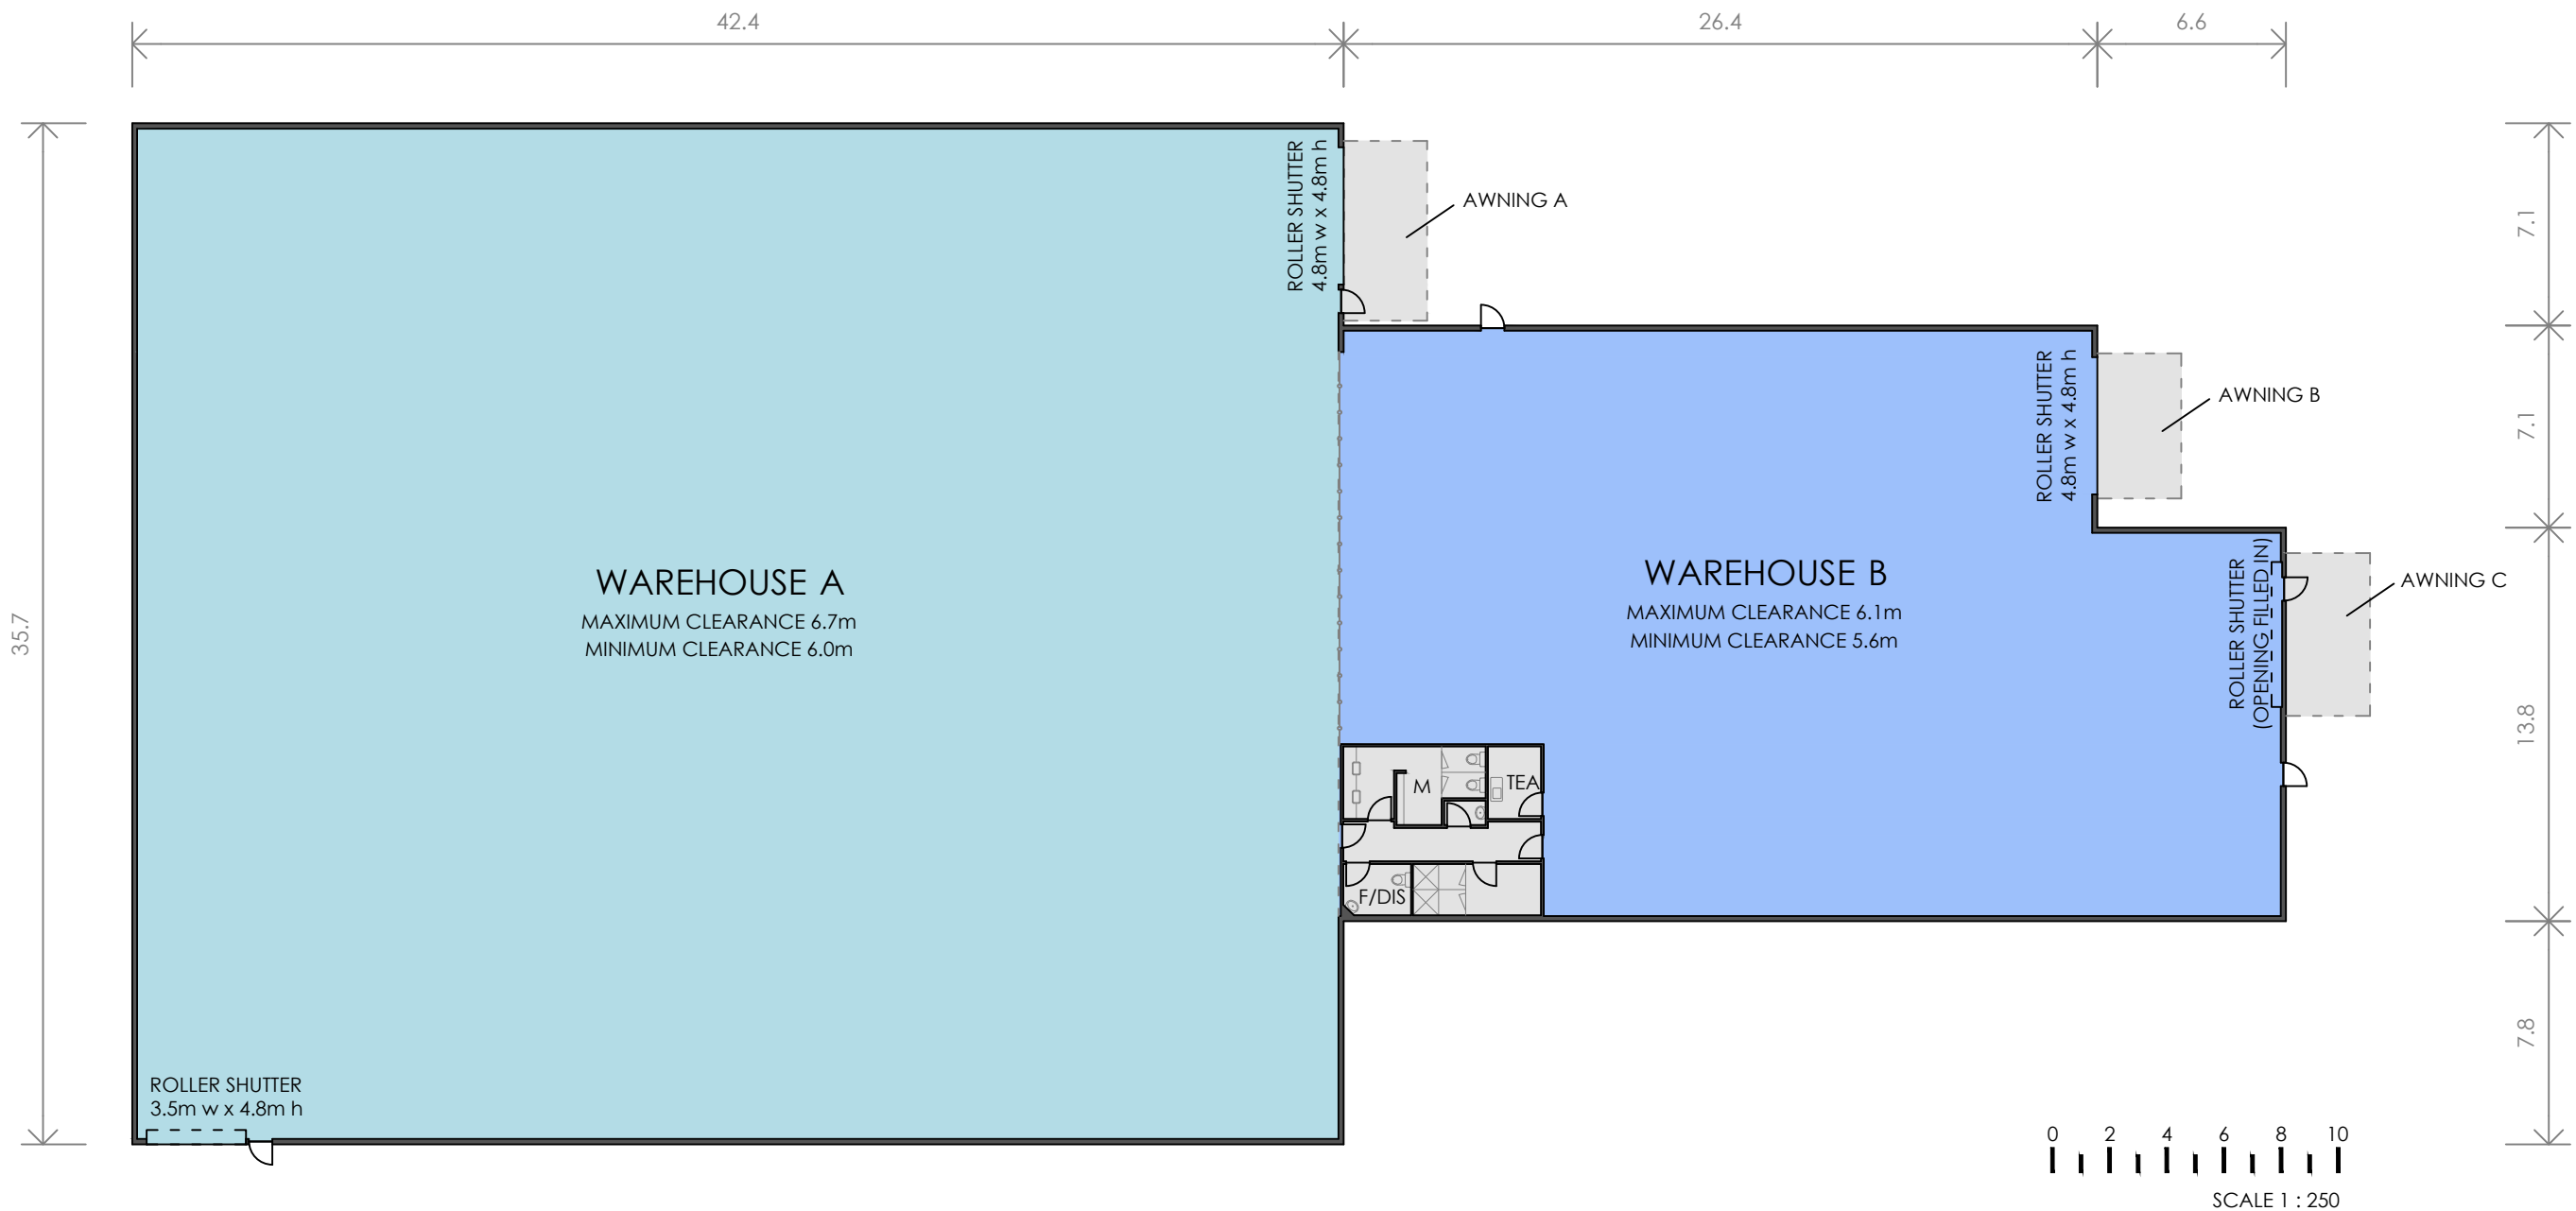 42.4
26.4
6.6
35.7
7.1
7.1
13.8
7.8
ROLLER SHUTTER
4.8m w x 4.8m h
AWNING A
ROLLER SHUTTER
4.8m w x 4.8m h
AWNING B
WAREHOUSE A
MAXIMUM CLEARANCE 6.7m
MINIMUM CLEARANCE 6.0m
WAREHOUSE B
MAXIMUM CLEARANCE 6.1m
MINIMUM CLEARANCE 5.6m
ROLLER SHUTTER
(OPENING FILLED IN)
AWNING C
M
TEA
F/DIS
ROLLER SHUTTER
3.5m w x 4.8m h
0 2 4 6 8 10
SCALE 1 : 250